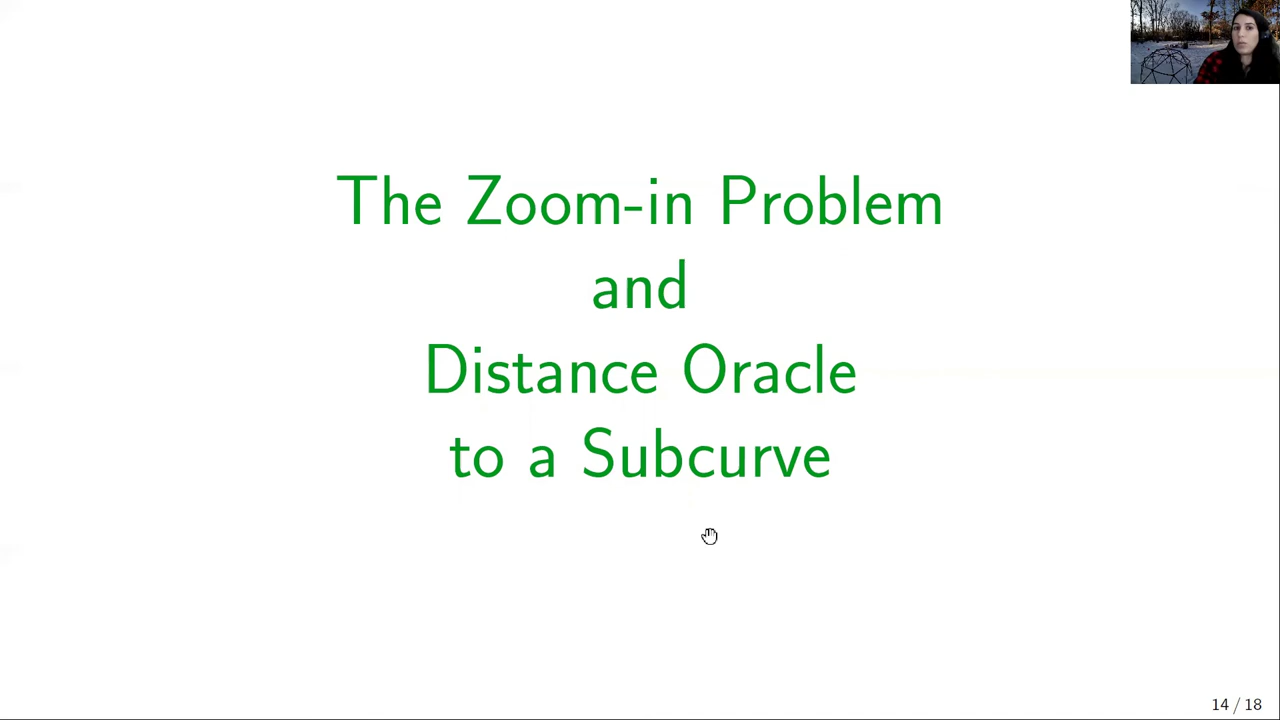 The Zoom-in Problem
and
Distance Oracle
to a Subcurve
14 / 18